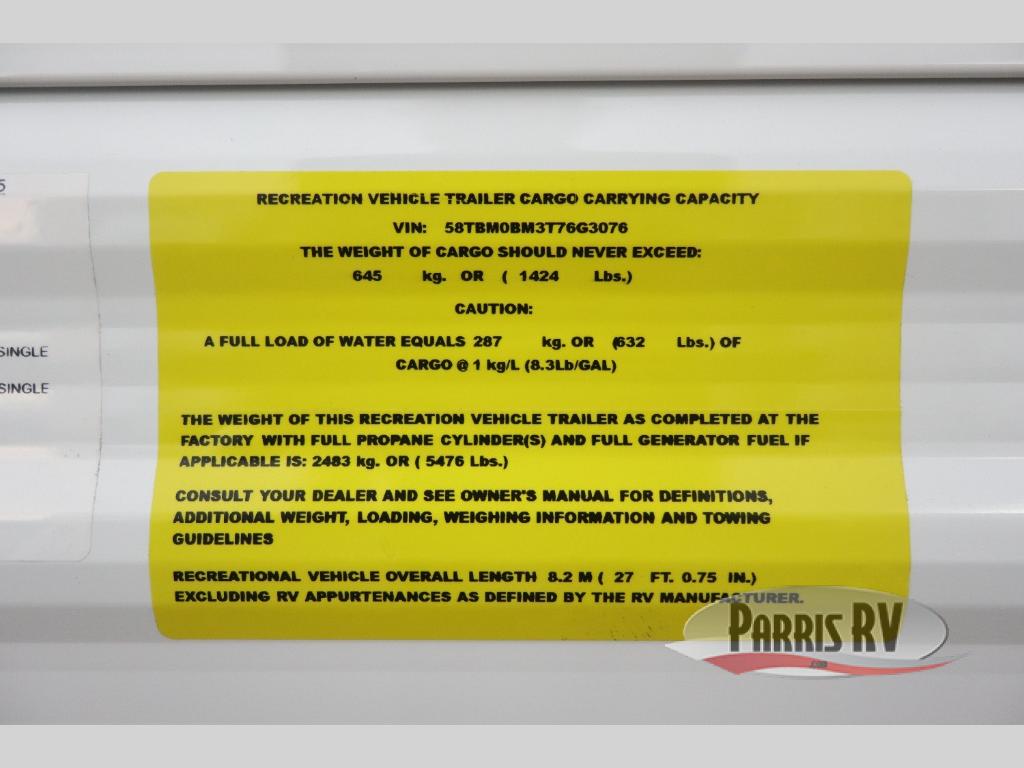 5
SINGLE
SINGLE
RECREATION VEHICLE TRAILER CARGO CARRYING CAPACITY
VIN: 58TBM0BM3T76G3076
THE WEIGHT OF CARGO SHOULD NEVER EXCEED:
645 kg. OR ( 1424 Lbs.)
CAUTION:
A FULL LOAD OF WATER EQUALS 287 kg. OR (632 Lbs.) OF
CARGO @ 1 kg/L (8.3Lb/GAL)
THE WEIGHT OF THIS RECREATION VEHICLE TRAILER AS COMPLETED AT THE
FACTORY WITH FULL PROPANE CYLINDER(S) AND FULL GENERATOR FUEL IF
APPLICABLE IS: 2483 kg. OR ( 5476 Lbs.)
CONSULT YOUR DEALER AND SEE OWNER'S MANUAL FOR DEFINITIONS,
ADDITIONAL WEIGHT, LOADING, WEIGHING INFORMATION AND TOWING
GUIDELINES
RECREATIONAL VEHICLE OVERALL LENGTH 8.2 M ( 27 FT. 0.75 IN.)
EXCLUDING RV APPURTENANCES AS DEFINED BY THE RV MANUFACTURER.
PARRIS RV
.com